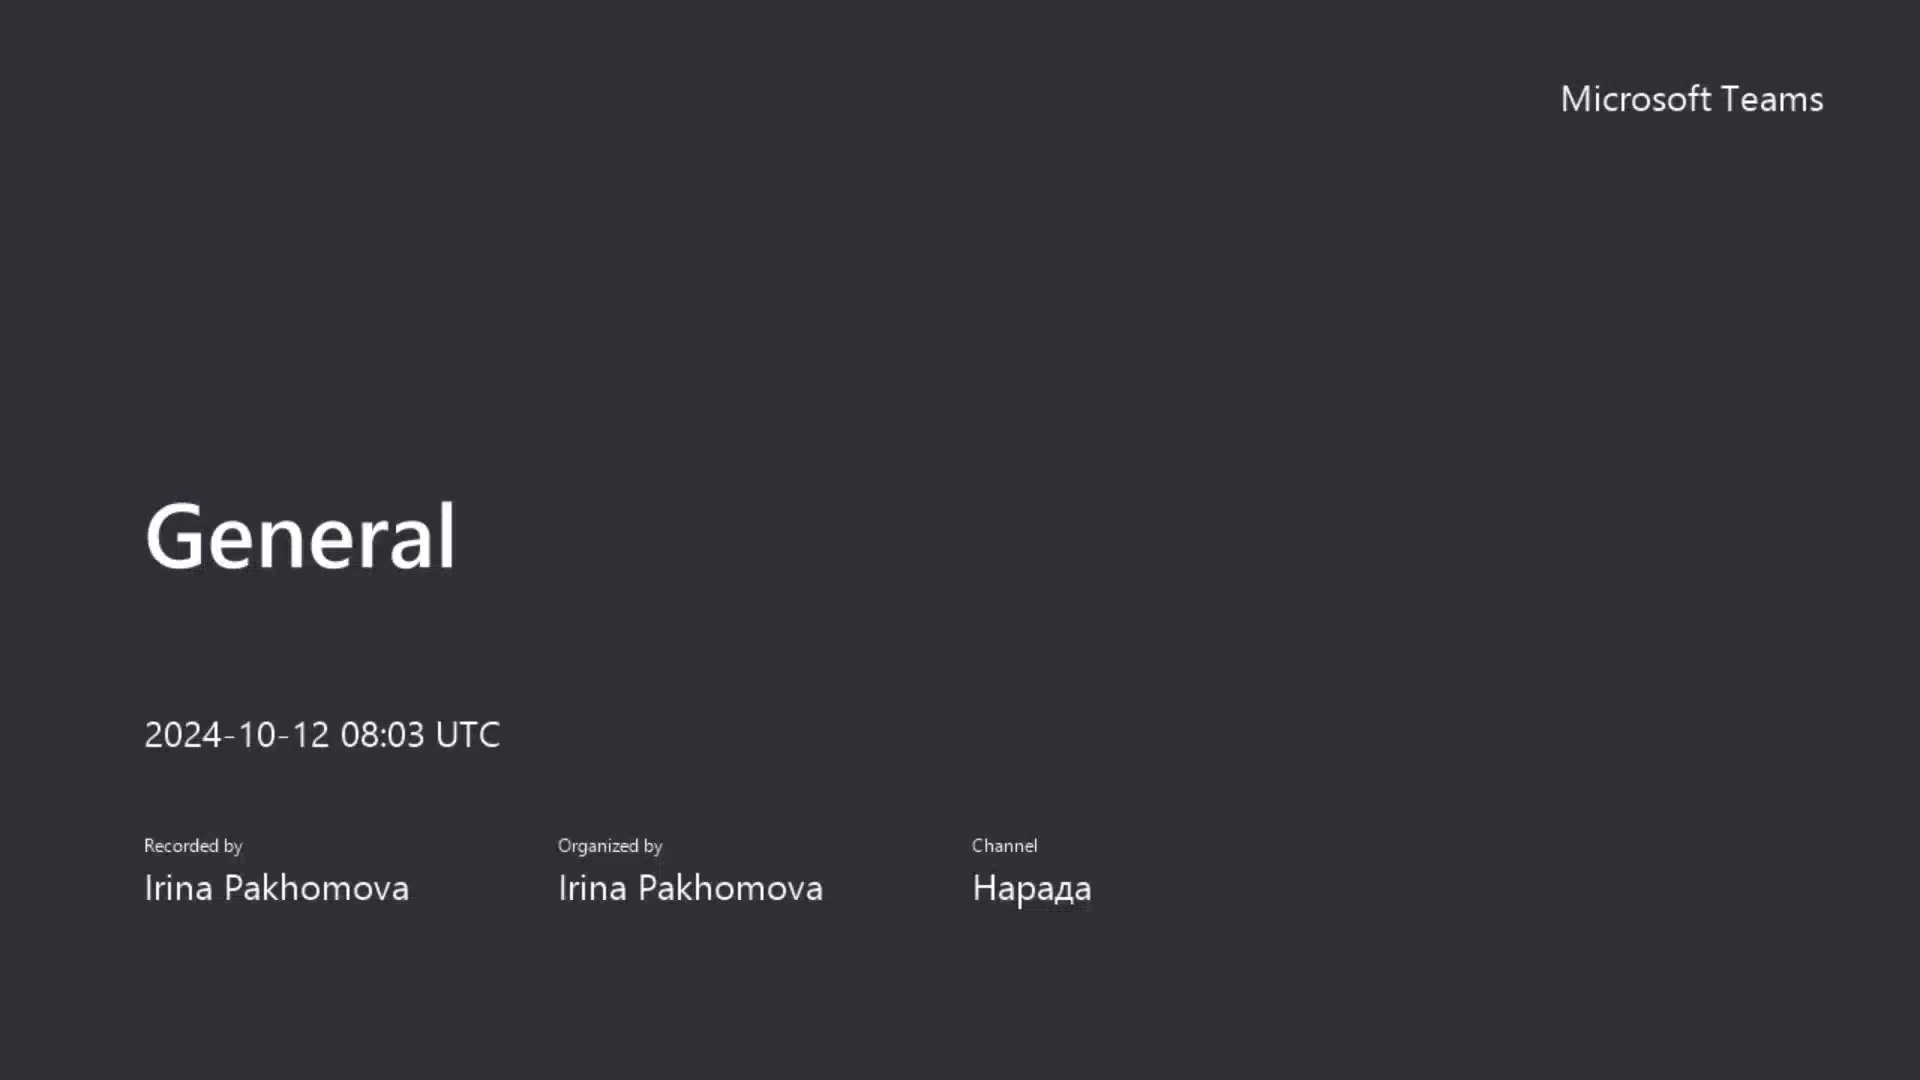 Microsoft Teams
General
2024-10-12 08:03 UTC
Recorded by
Irina Pakhomova
Organized by
Irina Pakhomova
Channel
Нарада